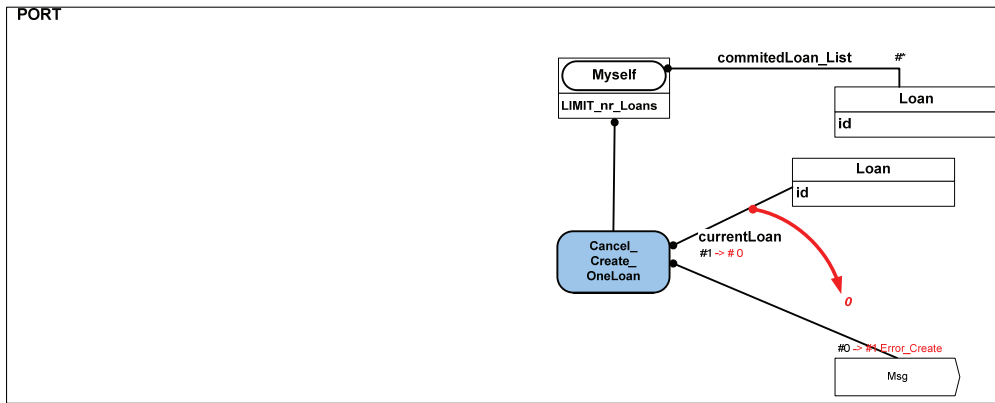 PORT
commitedLoan_List #*
Myself
LIMIT_nr_Loans
Loan
id
Loan
id
Cancel_
Create_
OneLoan
currentLoan
#1 -> # 0
0
#0 -> #1 Error_Create
Msg